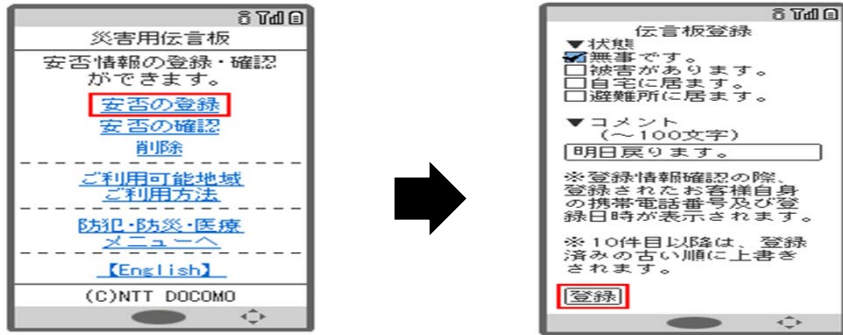 災害用伝言板
安否情報の登録・確認
ができます。
安否の登録
安否の確認
削除
ご利用可能地域
ご利用方法
防犯・防災・医療
メニューへ
【English】
(C)NTT DOCOMO
伝言板登録
▼状態
無事です。
被害があります。
自宅に居ます。
避難所に居ます。
▼コメント
(～100文字)
明日戻ります。
※登録情報確認の際、
登録されたお客様自身
の携帯電話番号及び登
録日時が表示されます。
※10件目以降は、登録
済みの古い順に上書き
されます。
登録